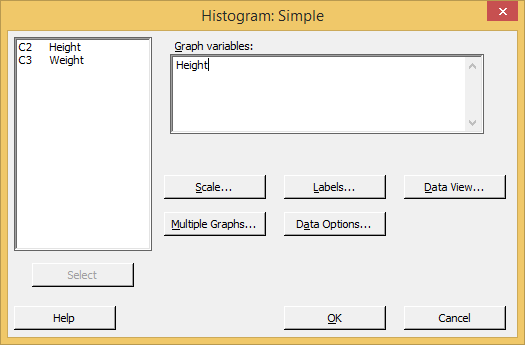 Histogram: Simple
C2 Height
C3 Weight
Graph variables:
Height
Scale...
Labels...
Data View...
Multiple Graphs...
Data Options...
Select
Help
OK
Cancel